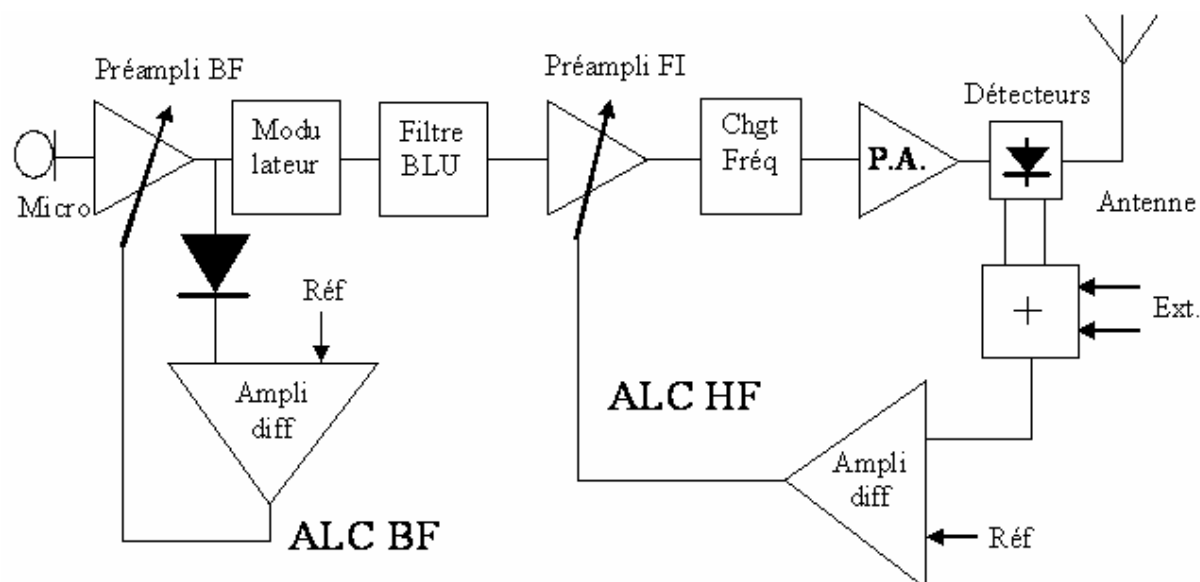 Préampli BF
Préampli FI
Détecteurs
Micro
Modu
lateur
Filtre
BLU
Chgt
Fréq
P.A.
Antenne
Réf
+
Ext.
Ampli
diff
ALC HF
Ampli
diff
ALC BF
Réf